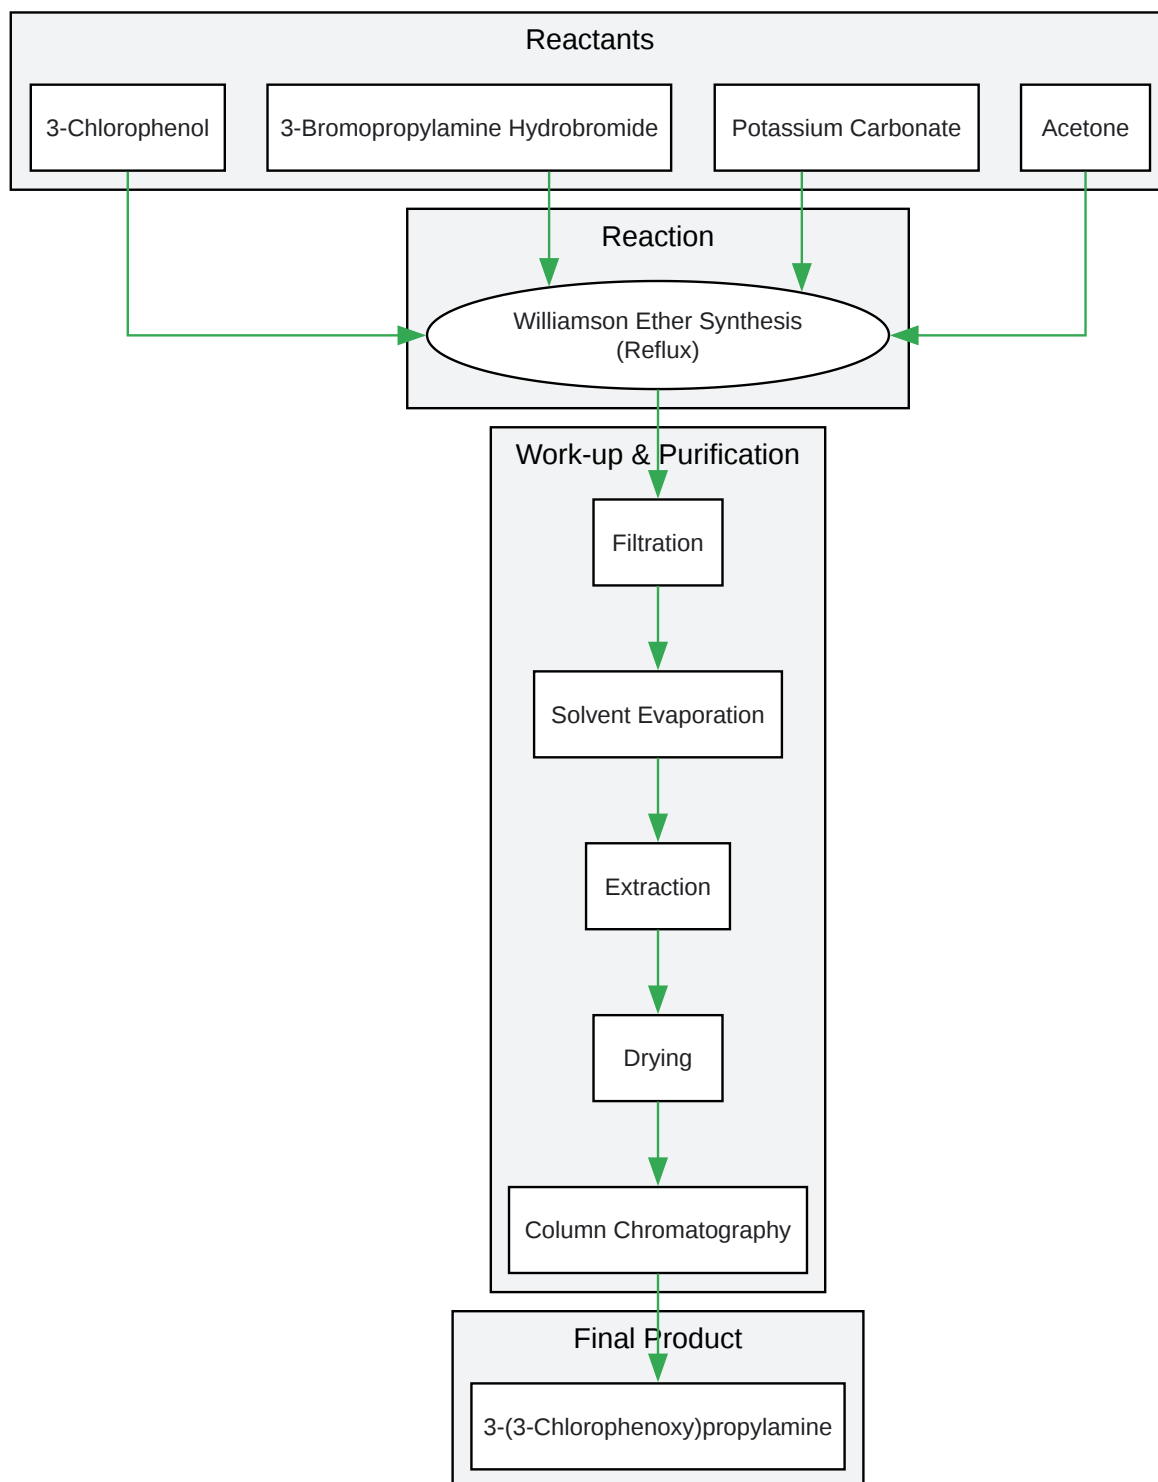 Reactants
3-Chlorophenol
3-Bromopropylamine Hydrobromide
Potassium Carbonate
Acetone
Reaction
Williamson Ether Synthesis
(Reflux)
Work-up & Purification
Filtration
Solvent Evaporation
Extraction
Drying
Column Chromatography
Final Product
3-(3-Chlorophenoxy)propylamine